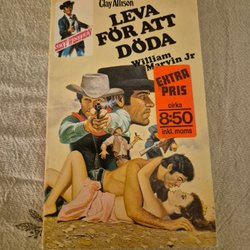 Clay Allison
LEVA
FÖR ATT
DÖDA
William
Marvin Jr
EXTRA
PRIS
cirka
8:50
inkl. moms